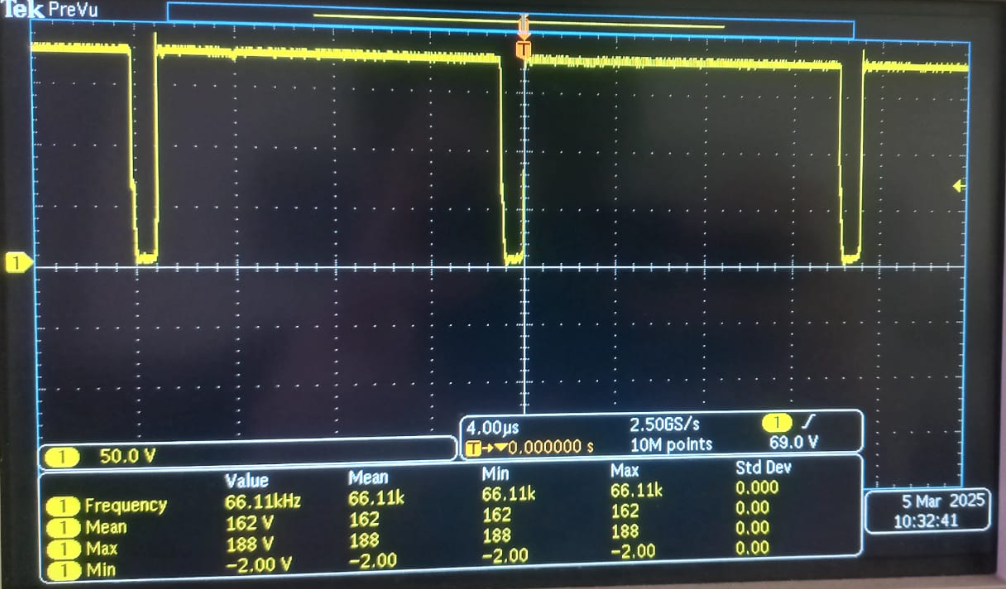 Tek PreVu
T
1
4.00µs 2.50GS/s 1
T→▼0.000000 s 10M points 69.0 V
1 50.0 V
Value Mean Min Max Std Dev
1 Frequency 66.11kHz 66.11k 66.11k 66.11k 0.000
1 Mean 162 V 162 162 162 0.00
1 Max 188 V 188 188 188 0.00
1 Min −2.00 V −2.00 −2.00 −2.00 0.00
5 Mar 2025
10:32:41